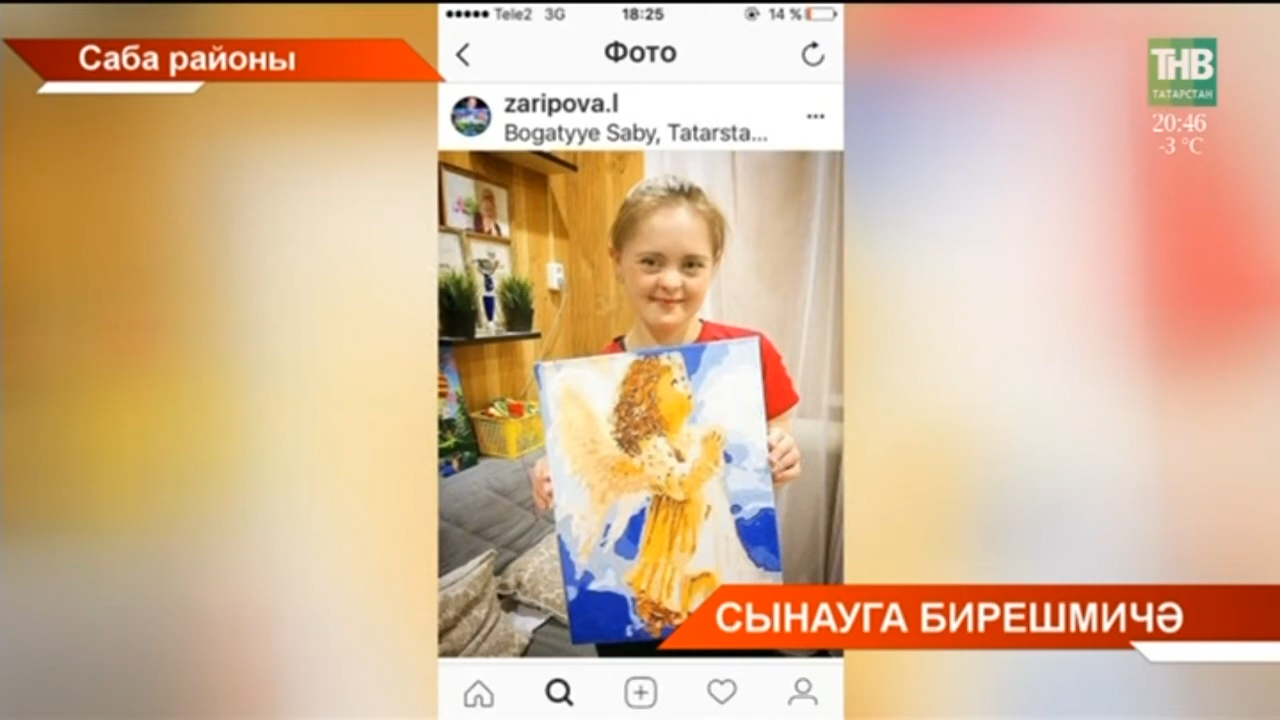 Tele2 3G 18:25 14 %
Саба районы
Фото
ТНВ
ТАТАРСТАН
20:46
-3 °C
zaripova.l
Bogatyye Saby, Tatarsta...
СЫНАУГА БИРЕШМИЧӘ